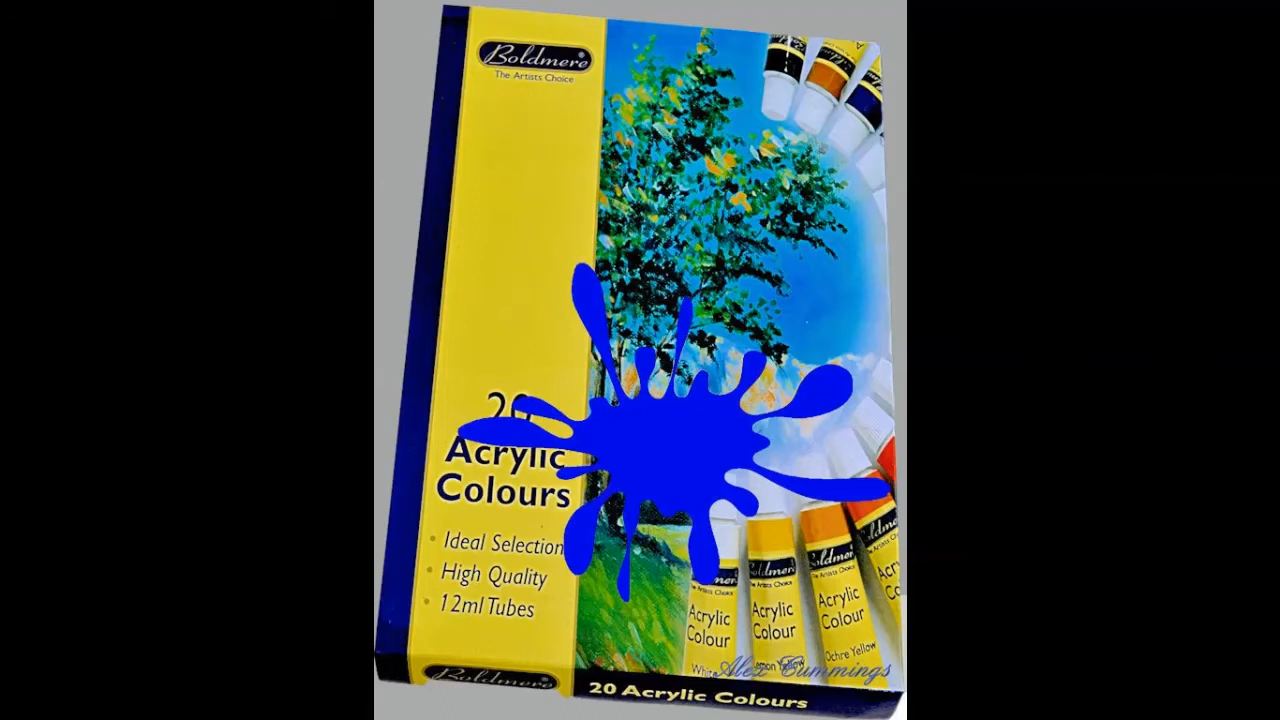 Boldmere®
The Artists Choice
20
Acrylic
Colours
• Ideal Selection
• High Quality
• 12ml Tubes
Boldmere
The Artists Choice
Acrylic
Colour
White
Boldmere
The Artists Choice
Acrylic
Colour
Lemon Yellow
Boldmere
The Artists Choice
Acrylic
Colour
Ochre Yellow
Alex Cummings
Boldmere
20 Acrylic Colours